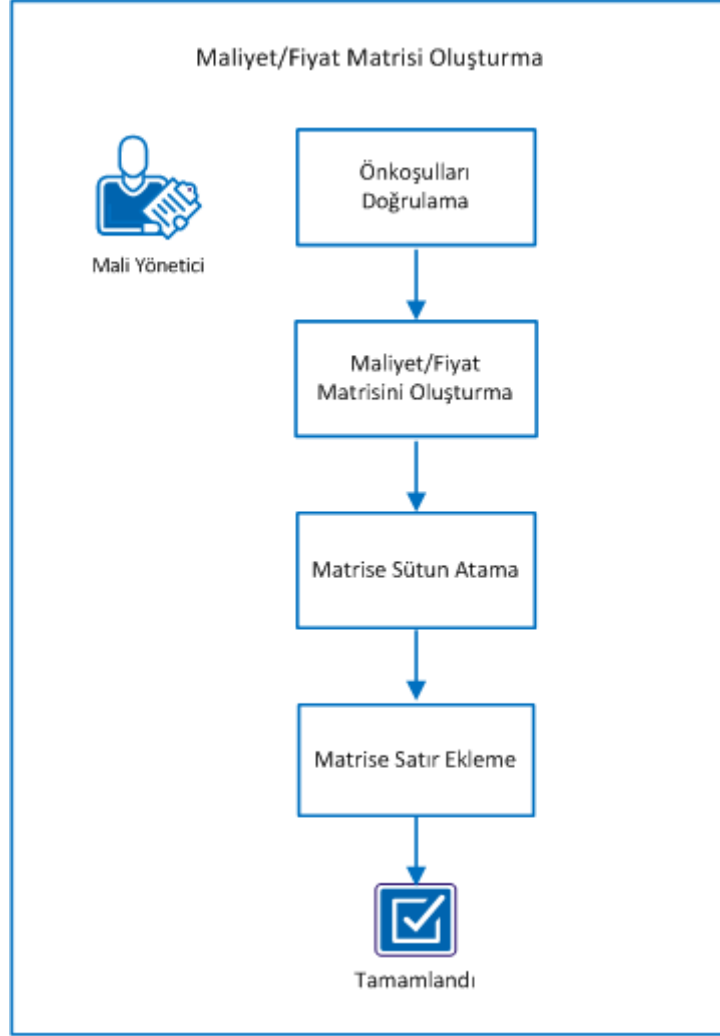 Maliyet/Fiyat Matrisi Oluşturma
Mali Yönetici
Önkoşulları
Doğrulama
Maliyet/Fiyat
Matrisini Oluşturma
Matrise Sütun Atama
Matrise Satır Ekleme
Tamamlandı